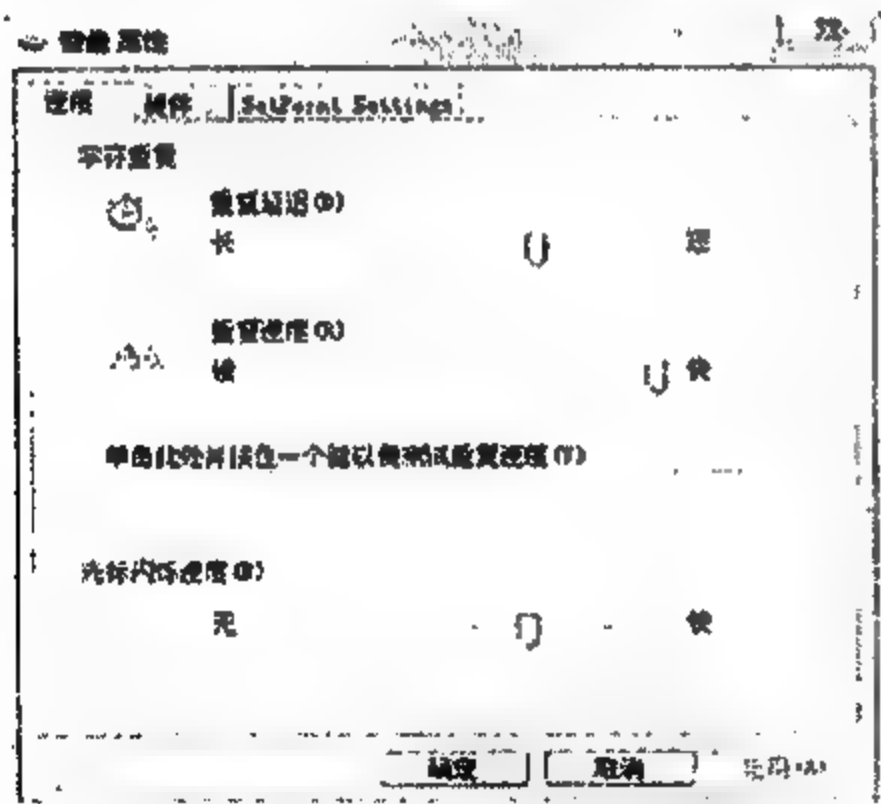 键盘 属性
速度 硬件 SetPoint Settings
字符重复
重复延迟(D)
长 短
重复速度(R)
慢 快
单击此处并按住一个键以便测试重复速度(T)
光标闪烁速度(B)
无 快
确定 取消 应用(A)